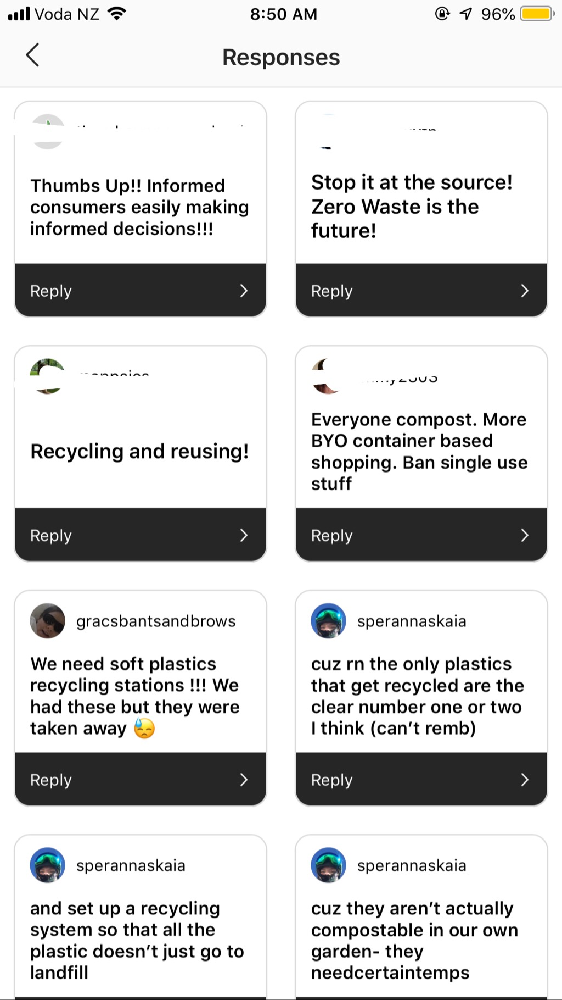 Voda NZ 8:50 AM 96%
Responses
Thumbs Up!! Informed
consumers easily making
informed decisions!!!
Reply
Stop it at the source!
Zero Waste is the
future!
Reply
Recycling and reusing!
Reply
Everyone compost. More
BYO container based
shopping. Ban single use
stuff
Reply
gracsbantsandbrows
We need soft plastics
recycling stations !!! We
had these but they were
taken away 😓
Reply
sperannaskaia
cuz rn the only plastics
that get recycled are the
clear number one or two
I think (can't remb)
Reply
sperannaskaia
and set up a recycling
system so that all the
plastic doesn't just go to
landfill
sperannaskaia
cuz they aren't actually
compostable in our own
garden- they
needcertaintemps